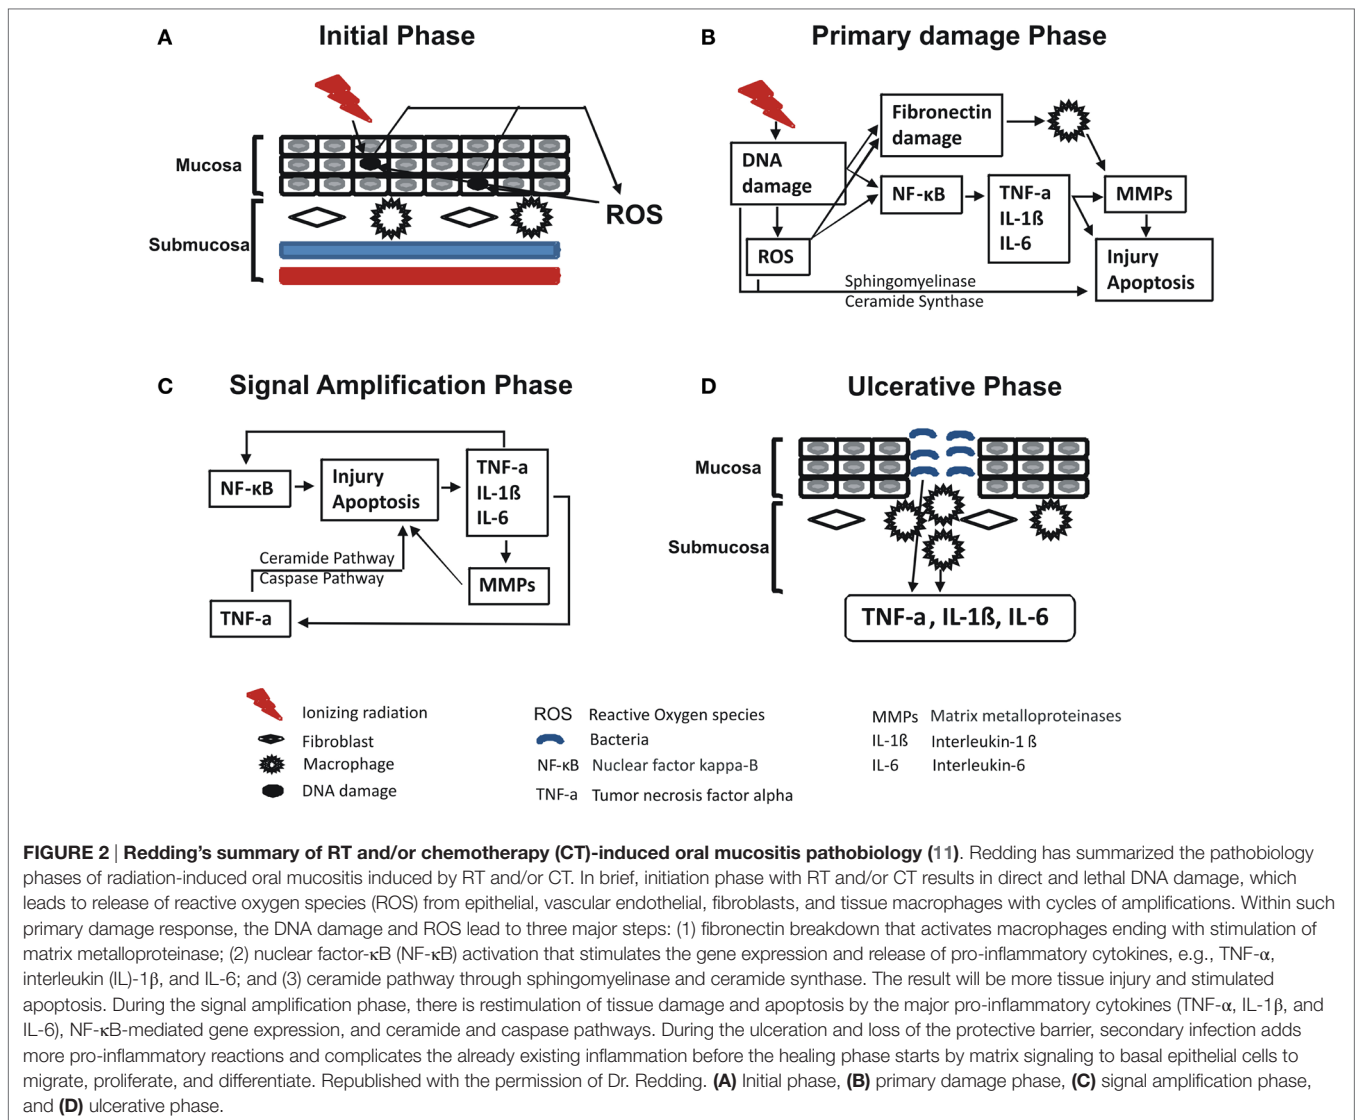 A Initial Phase
Mucosa
Submucosa
ROS
B Primary damage Phase
DNA
damage
ROS
Fibronectin
damage
NF-κB
TNF-a
IL-1ß
IL-6
MMPs
Injury
Apoptosis
Sphingomyelinase
Ceramide Synthase
C Signal Amplification Phase
NF-κB
Injury
Apoptosis
TNF-a
IL-1ß
IL-6
MMPs
Ceramide Pathway
Caspase Pathway
TNF-a
D Ulcerative Phase
Mucosa
Submucosa
TNF-a , IL-1ß, IL-6
Ionizing radiation
Fibroblast
Macrophage
DNA damage
ROS Reactive Oxygen species
Bacteria
NF-κB Nuclear factor kappa-B
TNF-a Tumor necrosis factor alpha
MMPs Matrix metalloproteinases
IL-1ß Interleukin-1 ß
IL-6 Interleukin-6
FIGURE 2 | Redding's summary of RT and/or chemotherapy (CT)-induced oral mucositis pathobiology (11). Redding has summarized the pathobiology
phases of radiation-induced oral mucositis induced by RT and/or CT. In brief, initiation phase with RT and/or CT results in direct and lethal DNA damage, which
leads to release of reactive oxygen species (ROS) from epithelial, vascular endothelial, fibroblasts, and tissue macrophages with cycles of amplifications. Within such
primary damage response, the DNA damage and ROS lead to three major steps: (1) fibronectin breakdown that activates macrophages ending with stimulation of
matrix metalloproteinase; (2) nuclear factor-κB (NF-κB) activation that stimulates the gene expression and release of pro-inflammatory cytokines, e.g., TNF-α,
interleukin (IL)-1β, and IL-6; and (3) ceramide pathway through sphingomyelinase and ceramide synthase. The result will be more tissue injury and stimulated
apoptosis. During the signal amplification phase, there is restimulation of tissue damage and apoptosis by the major pro-inflammatory cytokines (TNF-α, IL-1β, and
IL-6), NF-κB-mediated gene expression, and ceramide and caspase pathways. During the ulceration and loss of the protective barrier, secondary infection adds
more pro-inflammatory reactions and complicates the already existing inflammation before the healing phase starts by matrix signaling to basal epithelial cells to
migrate, proliferate, and differentiate. Republished with the permission of Dr. Redding. (A) Initial phase, (B) primary damage phase, (C) signal amplification phase,
and (D) ulcerative phase.